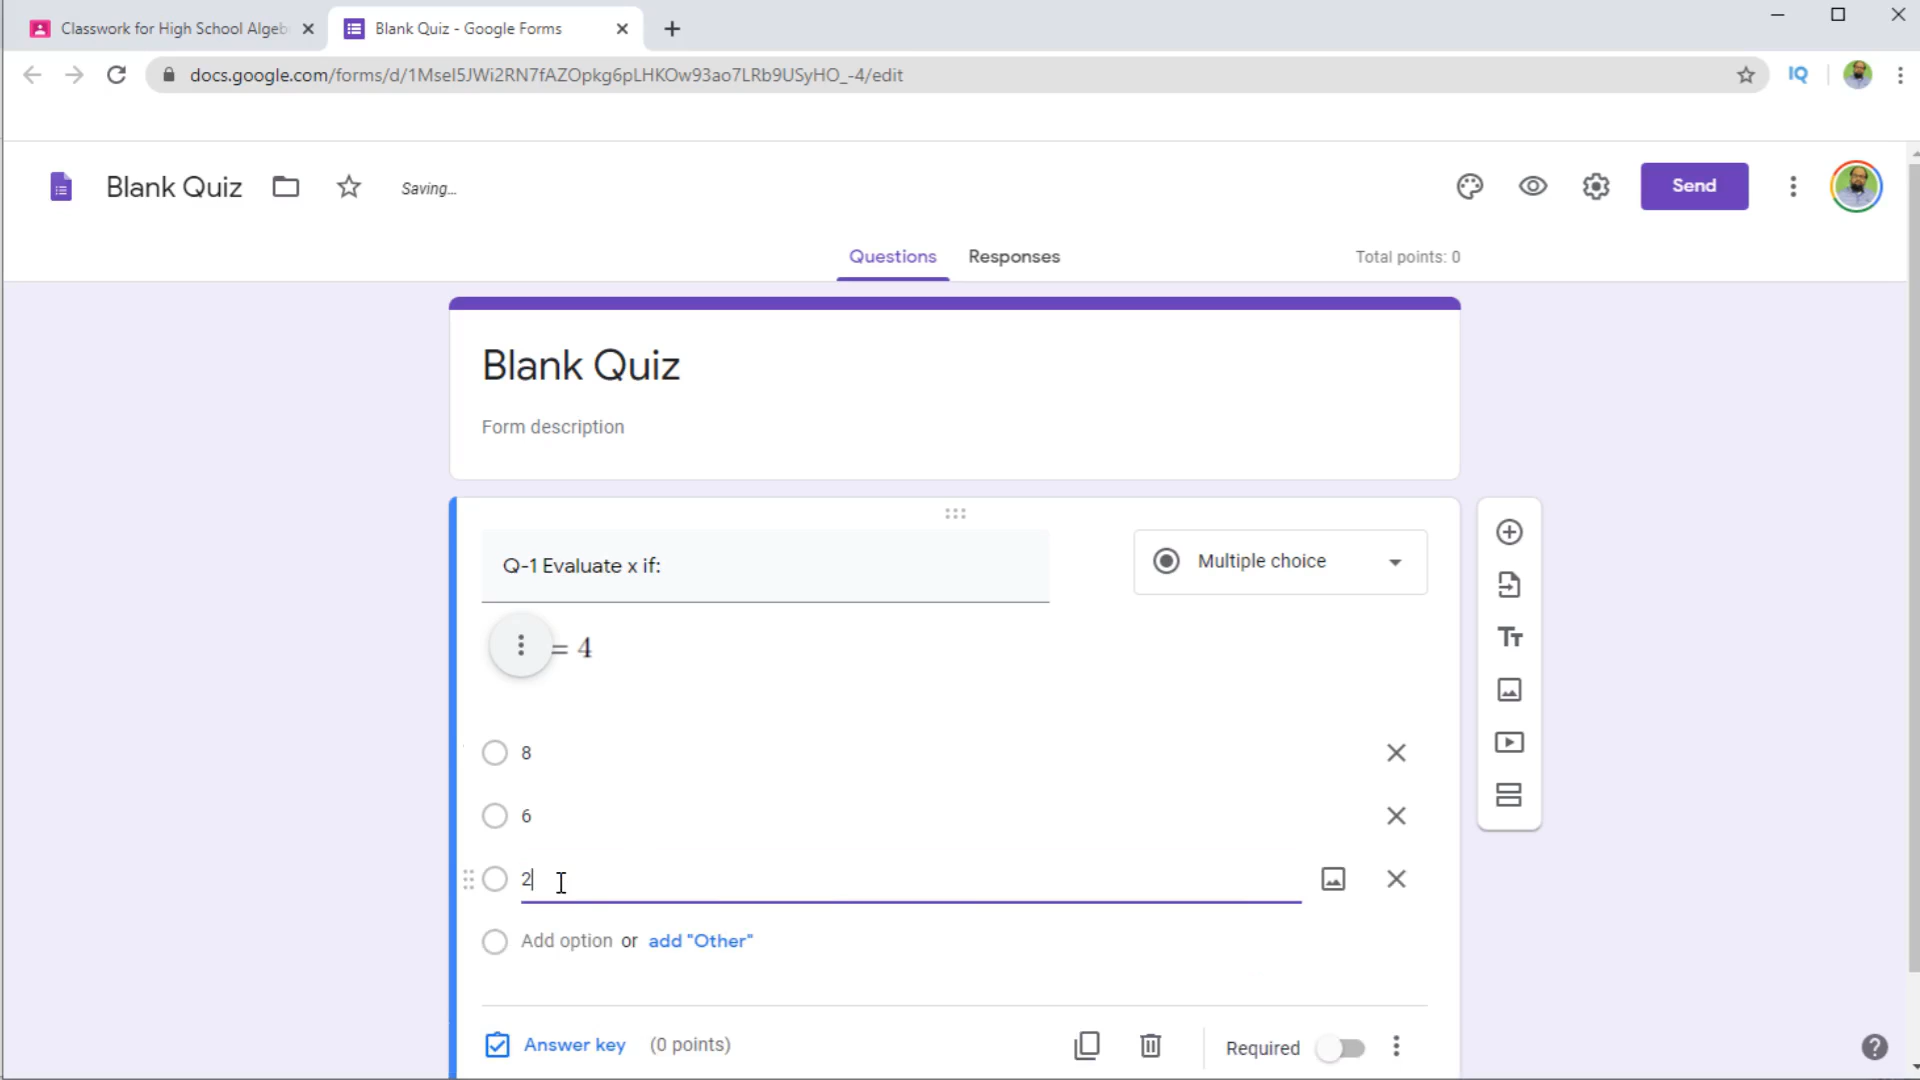 Classwork for High School Algeb
Blank Quiz - Google Forms
docs.google.com/forms/d/1MseI5JWi2RN7fAZOpkg6pLHKOw93ao7LRb9USyHO_-4/edit
IQ
Blank Quiz
Saving...
Send
Questions
Responses
Total points: 0
Blank Quiz
Form description
Q-1 Evaluate x if:
Multiple choice
= 4
8
6
2
Add option or add "Other"
Answer key (0 points)
Required